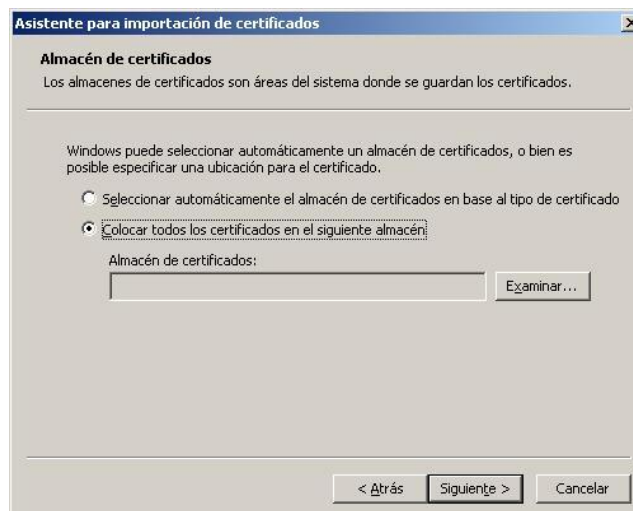 Asistente para importación de certificados
Almacén de certificados
Los almacenes de certificados son áreas del sistema donde se guardan los certificados.
Windows puede seleccionar automáticamente un almacén de certificados, o bien es
posible especificar una ubicación para el certificado.
Seleccionar automáticamente el almacén de certificados en base al tipo de certificado
Colocar todos los certificados en el siguiente almacén
Almacén de certificados:
Examinar...
< Atrás Siguiente > Cancelar